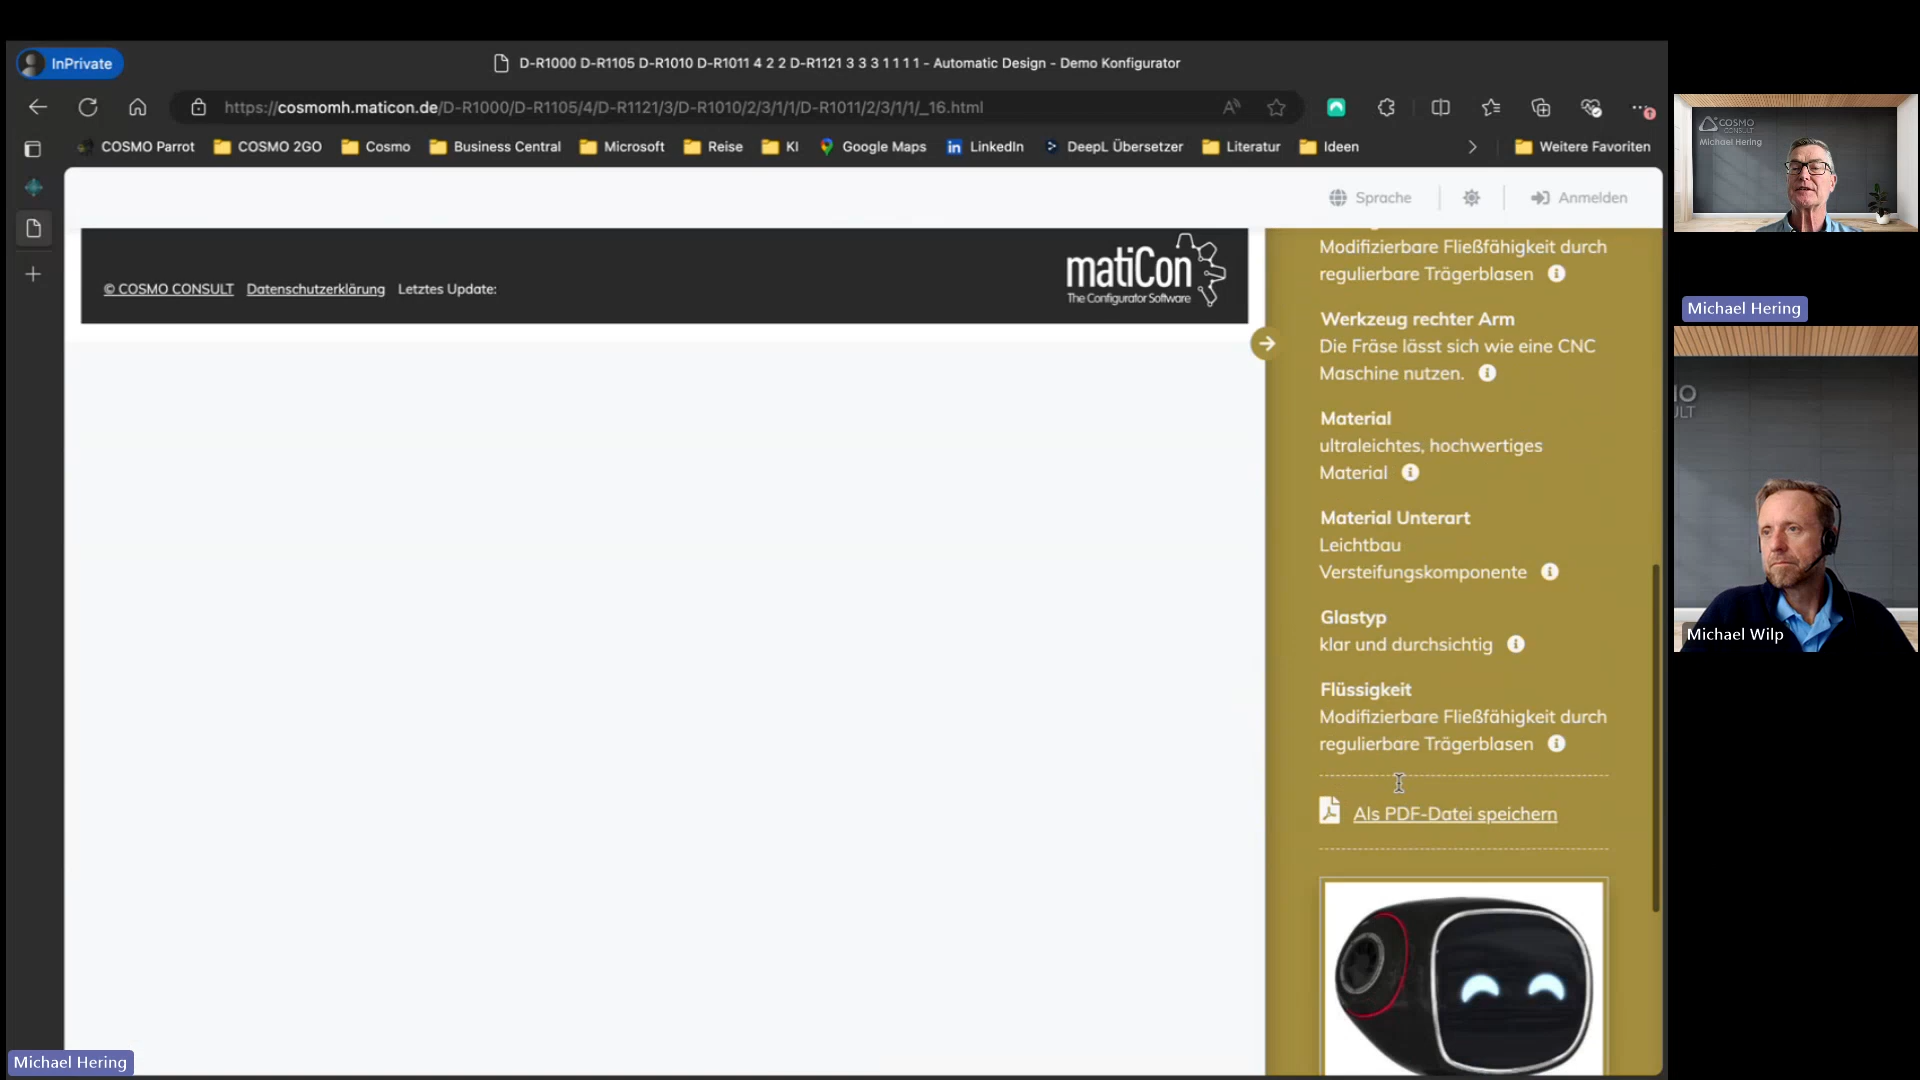 InPrivate
D-R1000 D-R1105 D-R1010 D-R1011 4 2 2 D-R1121 3 3 3 1 1 1 1 - Automatic Design - Demo Konfigurator
https://cosmomh.maticon.de/D-R1000/D-R1105/4/D-R1121/3/D-R1010/2/3/1/1/D-R1011/2/3/1/1/_16.html
COSMO Parrot COSMO 2GO Cosmo Business Central Microsoft Reise KI Google Maps LinkedIn DeepL Übersetzer Literatur Ideen Weitere Favoriten
Sprache Anmelden
© COSMO CONSULT Datenschutzerklärung Letztes Update:
matiCon
The Configurator Software
Modifizierbare Fließfähigkeit durch
regulierbare Trägerblasen
Werkzeug rechter Arm
Die Fräse lässt sich wie eine CNC
Maschine nutzen.
Material
ultraleichtes, hochwertiges
Material
Material Unterart
Leichtbau
Versteifungskomponente
Glastyp
klar und durchsichtig
Flüssigkeit
Modifizierbare Fließfähigkeit durch
regulierbare Trägerblasen
Als PDF-Datei speichern
COSMO
CONSULT
Michael Hering
Michael Hering
Michael Wilp
Michael Hering